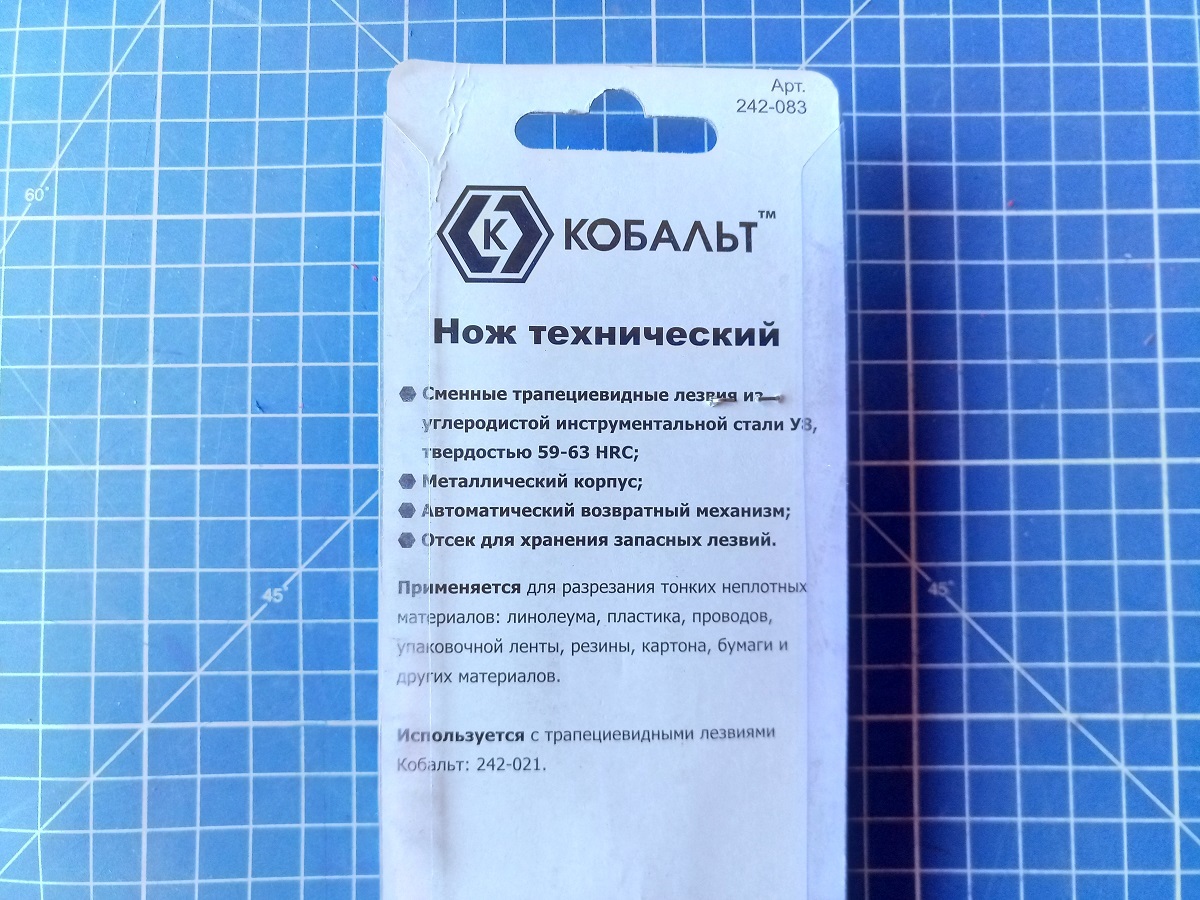 Арт.
242-083
60°
К
КОБАЛЬТ™
Нож технический
Сменные трапециевидные лезвия из
углеродистой инструментальной стали У8,
твердостью 59-63 HRC;
Металлический корпус;
Автоматический возвратный механизм;
Отсек для хранения запасных лезвий.
Применяется для разрезания тонких неплотных
материалов: линолеума, пластика, проводов,
упаковочной ленты, резины, картона, бумаги и
других материалов.
45°
45°
Используется с трапециевидными лезвиями
Кобальт: 242-021.